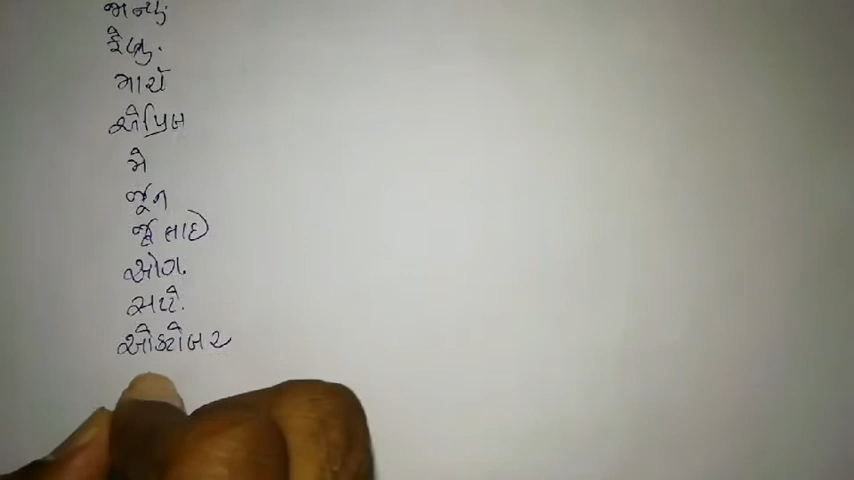 જાન્યુ.
ફેબ્રુ.
માર્ચ
એપ્રિલ
મે
જૂન
જુલાઈ
ઓગ.
સપ્ટે.
ઓક્ટોબર